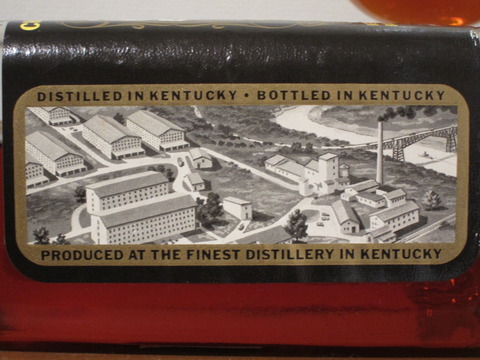 DISTILLED IN KENTUCKY • BOTTLED IN KENTUCKY
PRODUCED AT THE FINEST DISTILLERY IN KENTUCKY